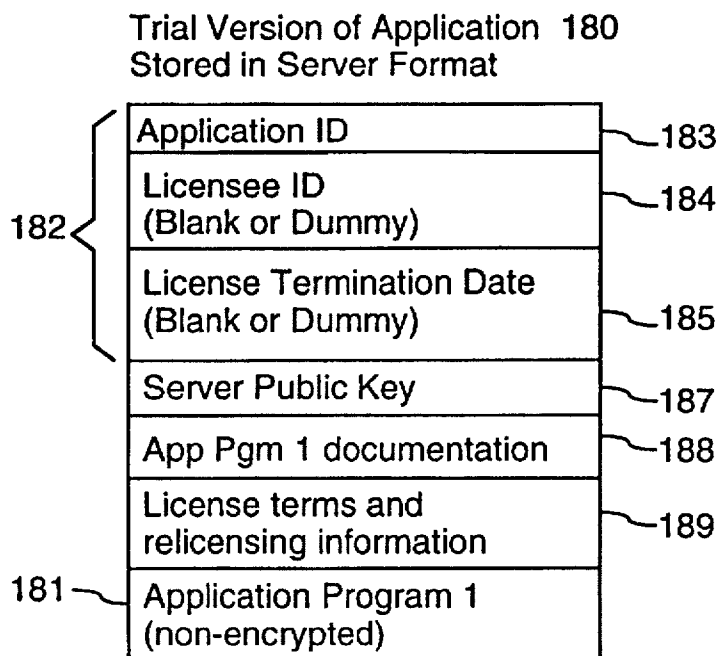 Trial Version of Application 180
Stored in Server Format
Application ID
183
Licensee ID
(Blank or Dummy)
184
182
License Termination Date
(Blank or Dummy)
185
Server Public Key
187
App Pgm 1 documentation
188
License terms and
relicensing information
189
181
Application Program 1
(non-encrypted)